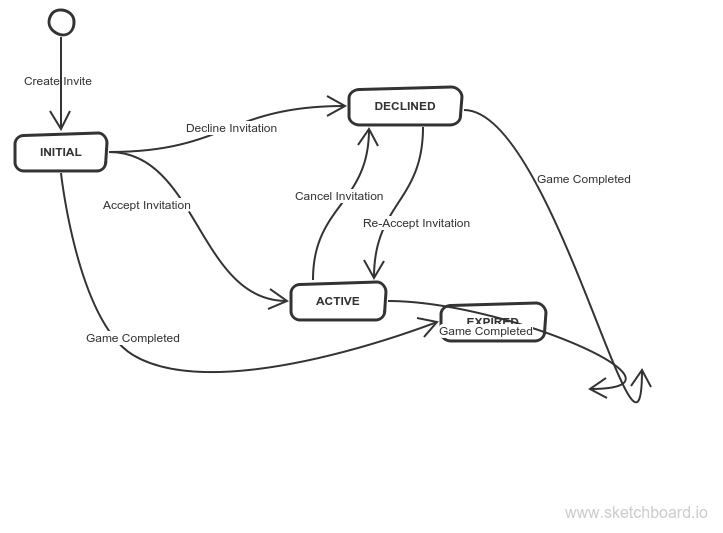 Create Invite
DECLINED
Decline Invitation
INITIAL
Game Completed
Cancel Invitation
Accept Invitation
Re-Accept Invitation
ACTIVE
EXPIRED
Game Completed
Game Completed
www.sketchboard.io